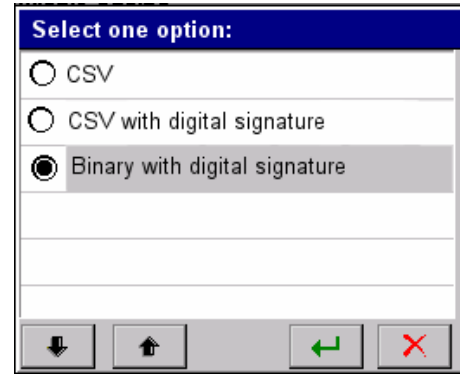 Select one option:
CSV
CSV with digital signature
Binary with digital signature